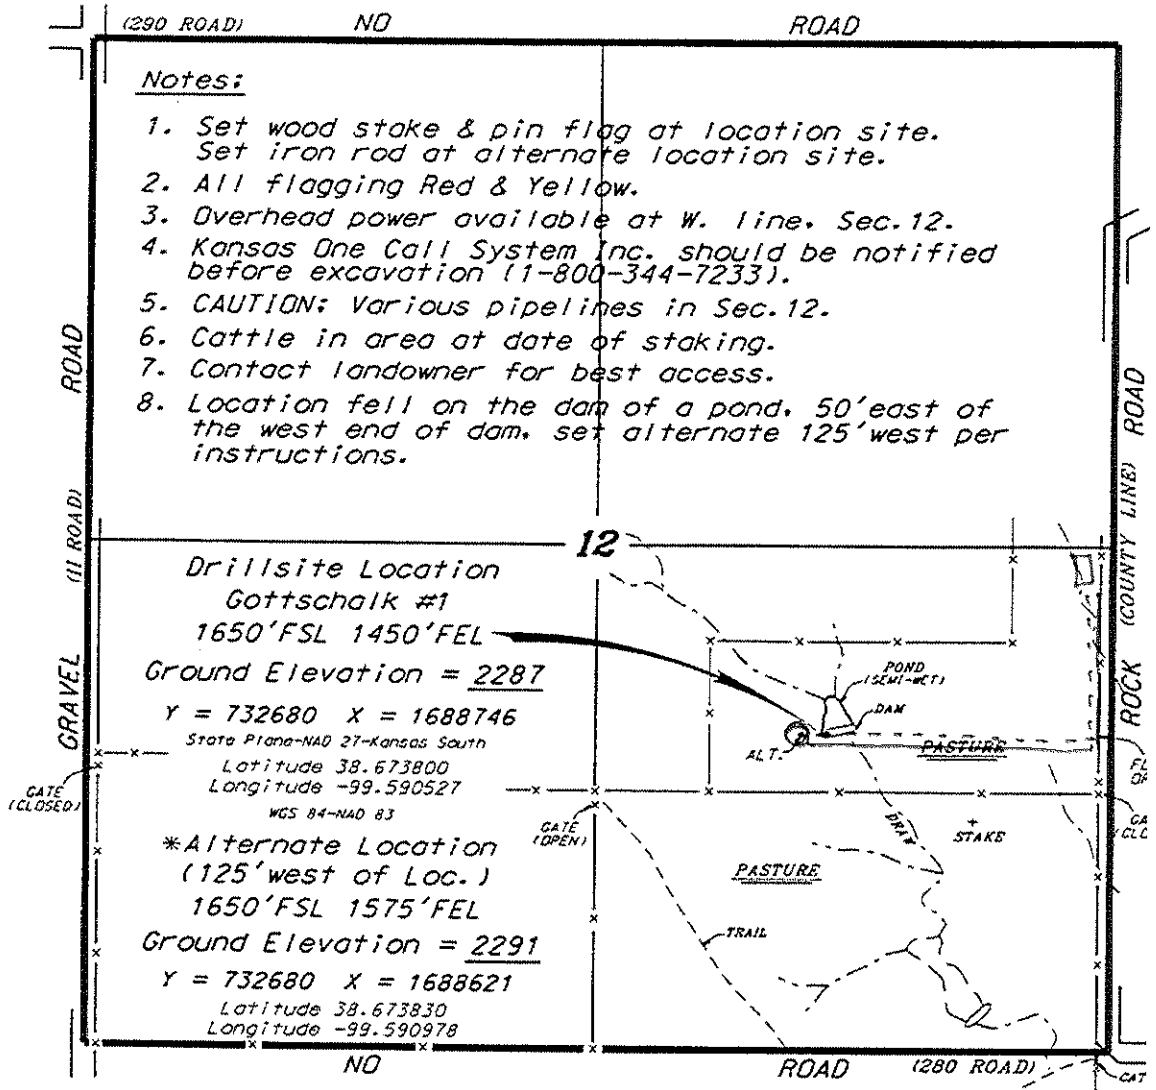 (290 ROAD) NO ROAD
Notes:
1. Set wood stake & pin flag at location site.
Set iron rod at alternate location site.
2. All flagging Red & Yellow.
3. Overhead power available at W. line, Sec.12.
4. Kansas One Call System Inc. should be notified
before excavation (1-800-344-7233).
5. CAUTION: Various pipelines in Sec.12.
6. Cattle in area at date of staking.
7. Contact landowner for best access.
8. Location fell on the dam of a pond, 50'east of
the west end of dam, set alternate 125'west per
instructions.
GRAVEL (11 ROAD) ROAD
ROCK (COUNTY LINE) ROAD
12
Drillsite Location
Gottschalk #1
1650'FSL 1450'FEL
Ground Elevation = 2287
Y = 732680 X = 1688746
State Plane-NAD 27-Kansas South
Latitude 38.673800
Longitude -99.590527
WGS 84-NAD 83
*Alternate Location
(125'west of Loc.)
1650'FSL 1575'FEL
Ground Elevation = 2291
Y = 732680 X = 1688621
Latitude 38.673830
Longitude -99.590978
GATE
(CLOSED)
POND
(SEMI-WET)
DAM
ALT.
PASTURE
GATE
(OPEN)
DRAW
STAKE
PASTURE
TRAIL
FL
GA
(CLO
NO ROAD (280 ROAD)
GAT